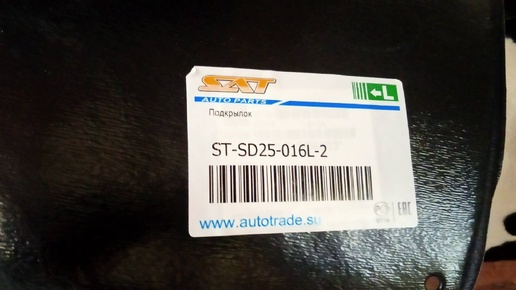 SAT
L
AUTO PARTS
Подкрылок
ST-SD25-016L-2
www.autotrade.su
EAC